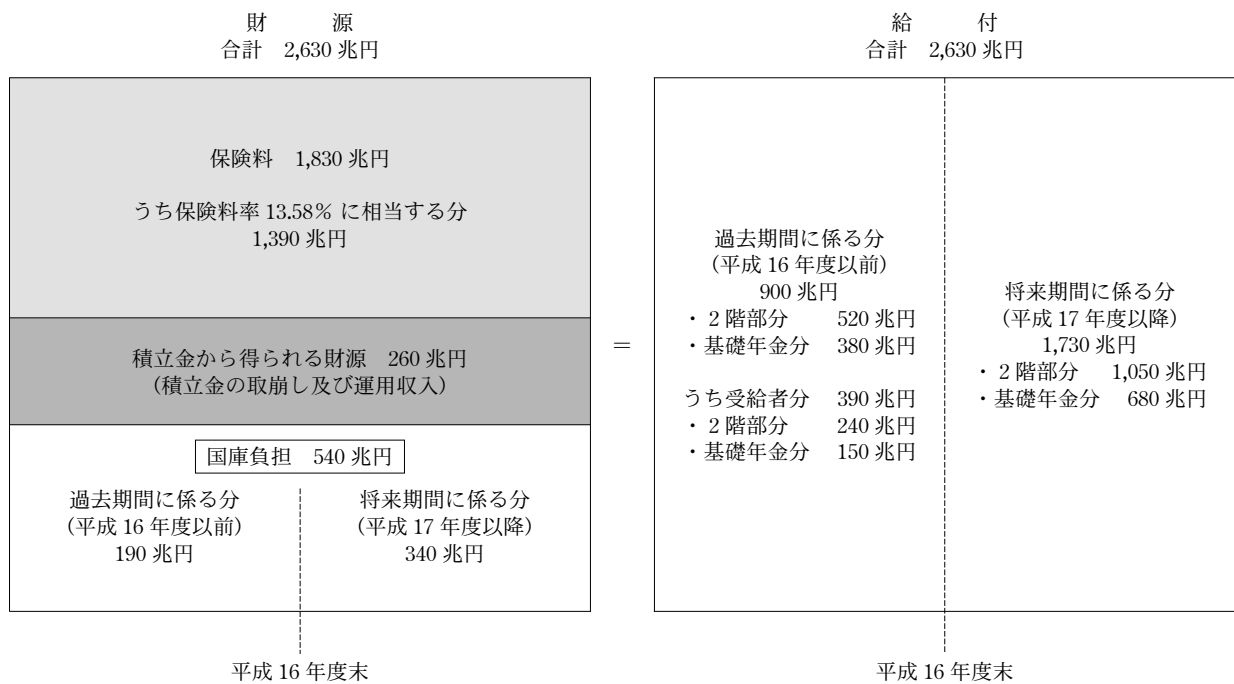 財　　源
合計　2,630 兆円
保険料　1,830 兆円
うち保険料率 13.58% に相当する分
1,390 兆円
積立金から得られる財源　260 兆円
(積立金の取崩し及び運用収入)
国庫負担　540 兆円
過去期間に係る分
(平成 16 年度以前)
190 兆円
将来期間に係る分
(平成 17 年度以降)
340 兆円
平成 16 年度末
=
給　　付
合計　2,630 兆円
過去期間に係る分
(平成 16 年度以前)
900 兆円
・2 階部分　520 兆円
・基礎年金分　380 兆円
うち受給者分　390 兆円
・2 階部分　240 兆円
・基礎年金分　150 兆円
将来期間に係る分
(平成 17 年度以降)
1,730 兆円
・2 階部分　1,050 兆円
・基礎年金分　680 兆円
平成 16 年度末